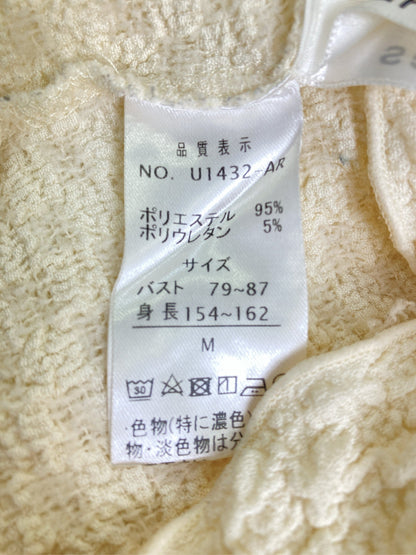 品質表示
NO. U1432-AR
ポリエステル 95%
ポリウレタン 5%
サイズ
バスト 79~87
身長 154~162
M
30
・色物(特に濃色)
物・淡色物は分